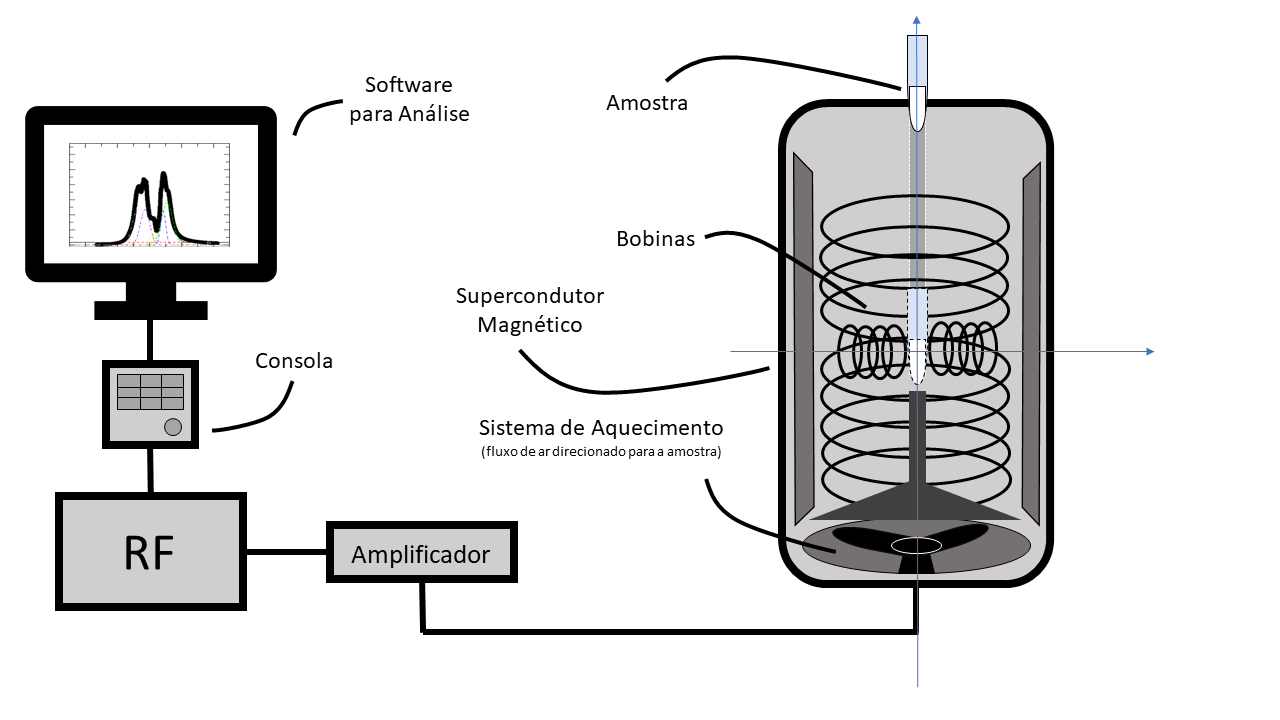 Software
para Análise
Amostra
Bobinas
Supercondutor
Magnético
Consola
Sistema de Aquecimento
(fluxo de ar direcionado para a amostra)
RF
Amplificador